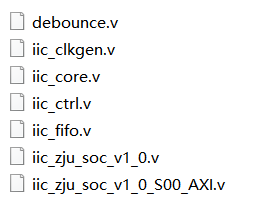 debounce.v
iic_clkgen.v
iic_core.v
iic_ctrl.v
iic_fifo.v
iic_zju_soc_v1_0.v
iic_zju_soc_v1_0_S00_AXI.v